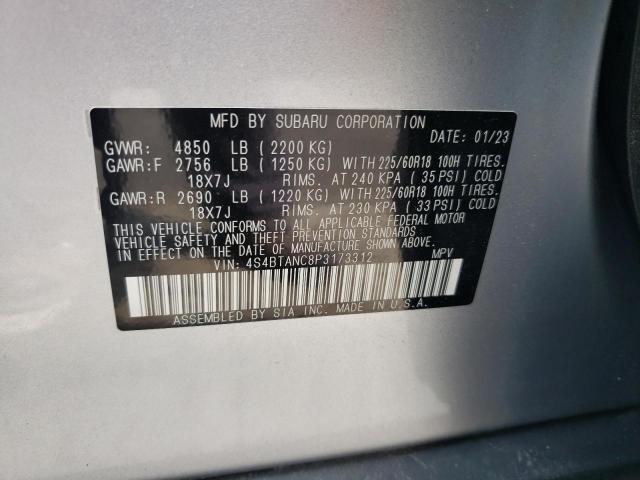 MFD BY SUBARU CORPORATION
DATE: 01/23
GVWR: 4850 LB (2200 KG)
GAWR:F 2756 LB (1250 KG) WITH 225/60R18 100H TIRES.
18X7J RIMS. AT 240 KPA (35 PSI) COLD
GAWR:R 2690 LB (1220 KG) WITH 225/60R18 100H TIRES.
18X7J RIMS. AT 230 KPA (33 PSI) COLD
THIS VEHICLE CONFORMS TO ALL APPLICABLE FEDERAL MOTOR
VEHICLE SAFETY AND THEFT PREVENTION STANDARDS
IN EFFECT ON THE DATE OF MANUFACTURE SHOWN ABOVE.
VIN: 4S4BTANC8P3173312 MPV
ASSEMBLED BY SIA INC. MADE IN U.S.A.